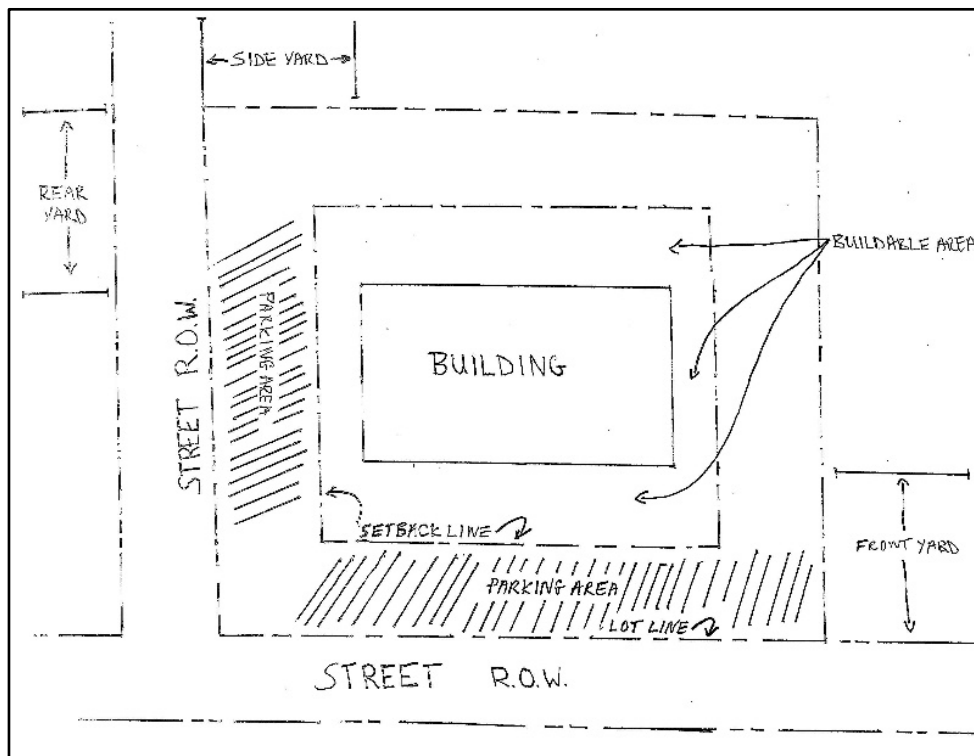 SIDE YARD
REAR
YARD
BUILDABLE AREA
STREET R.O.W.
PARKING AREA
BUILDING
SETBACK LINE
FRONT YARD
PARKING AREA
LOT LINE
STREET R.O.W.